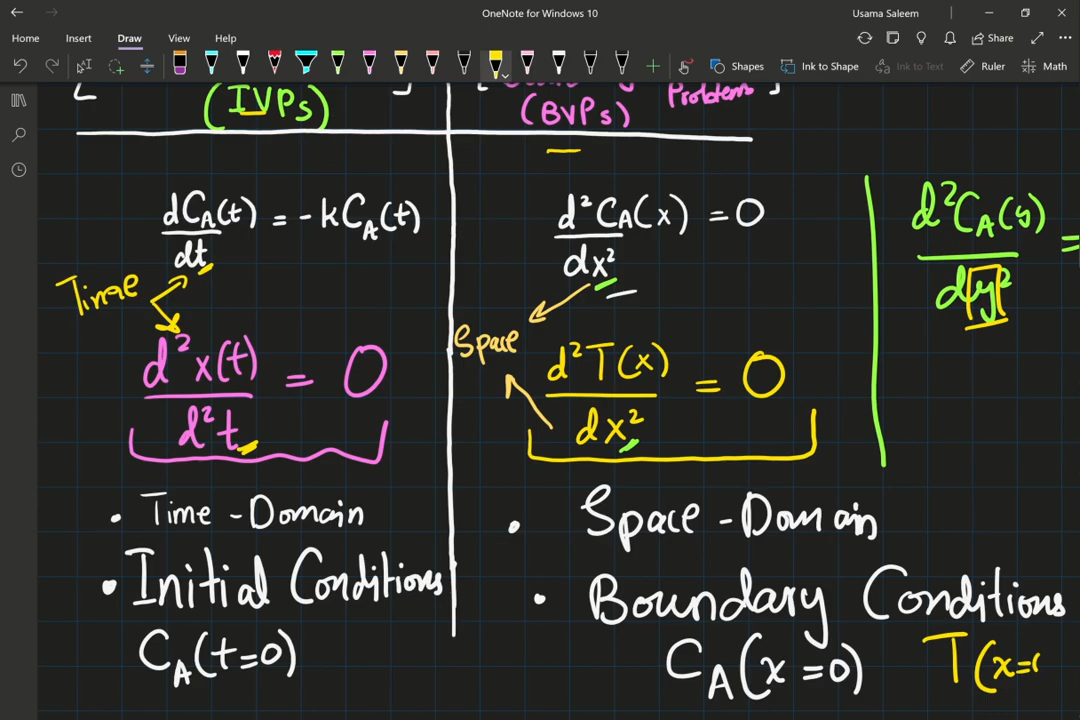 OneNote for Windows 10
Usama Saleem
Home Insert Draw View Help
Share
Shapes Ink to Shape Ink to Text Ruler Math
(IVPs)
Problems
(BVPs)
dCA(t)/dt = -kCA(t)
d²CA(x)/dx² = 0
d²CA(y)/dy² =
Time
Space
d²x(t)/d²t = 0
d²T(x)/dx² = 0
• Time-Domain
• Space-Domain
• Initial Conditions
• Boundary Conditions
CA(t=0)
CA(x=0)
T(x=